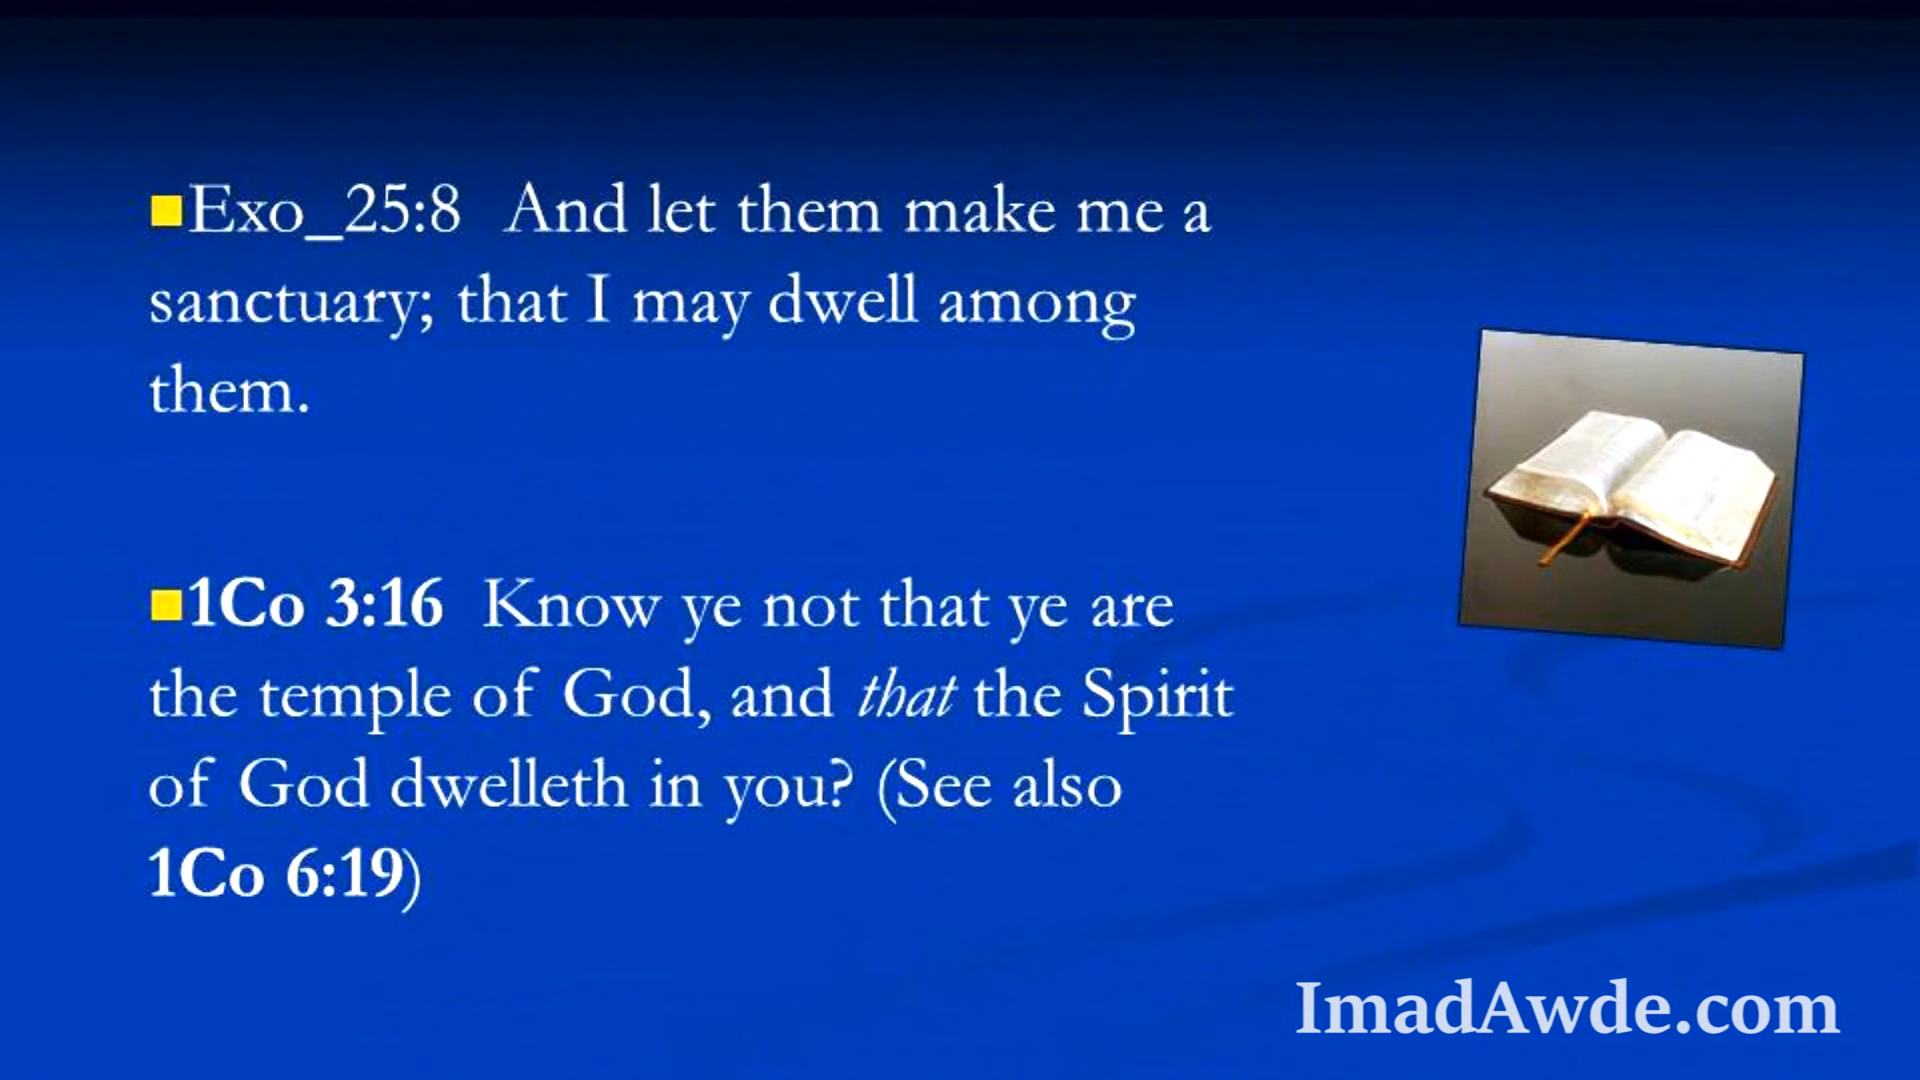 Exo_25:8 And let them make me a
sanctuary; that I may dwell among
them.
1Co 3:16 Know ye not that ye are
the temple of God, and that the Spirit
of God dwelleth in you? (See also
1Co 6:19)
ImadAwde.com